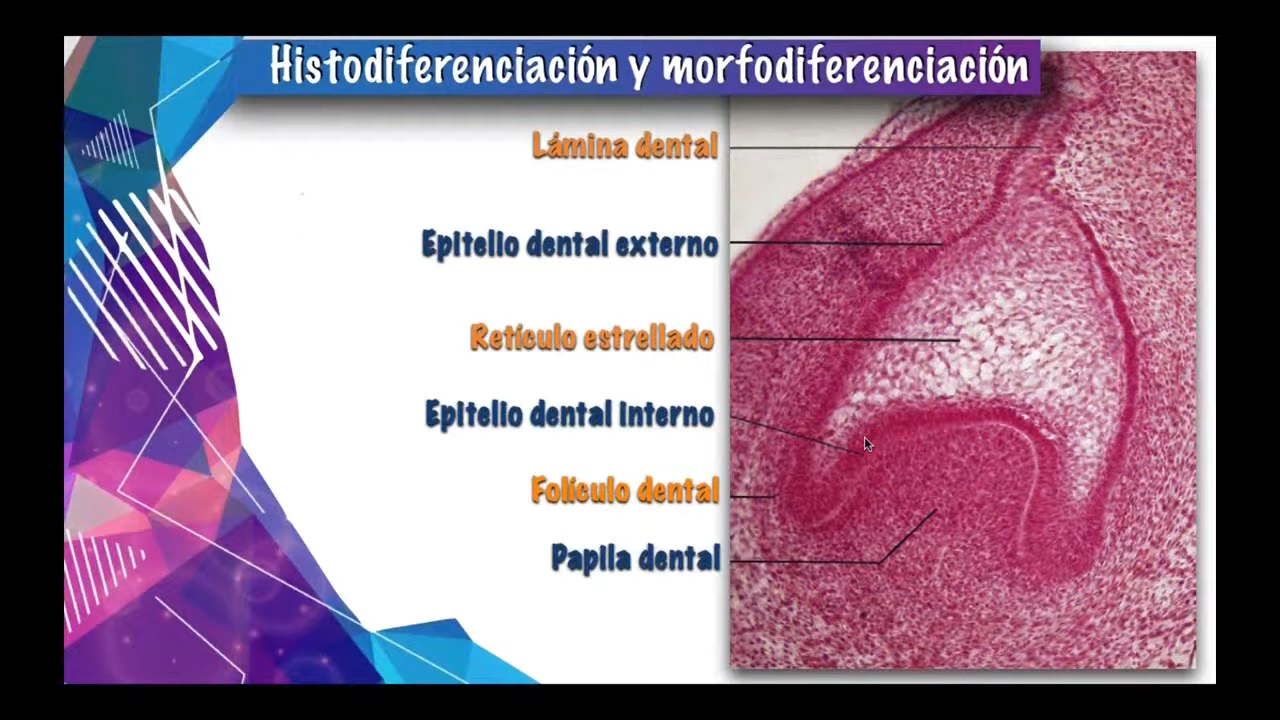 Histodiferenciación y morfodiferenciación
Lámina dental
Epitelio dental externo
Retículo estrellado
Epitelio dental interno
Folículo dental
Papila dental